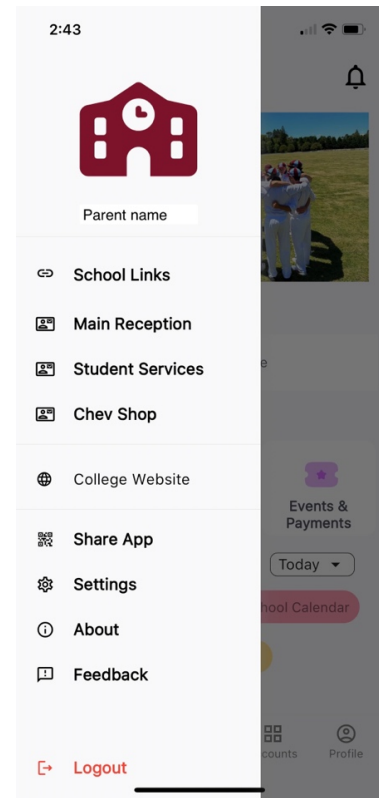 2:43
Parent name
School Links
Main Reception
Student Services
Chev Shop
e
College Website
Events &
Payments
Share App
Today
Settings
hool Calendar
About
Feedback
counts
Profile
Logout